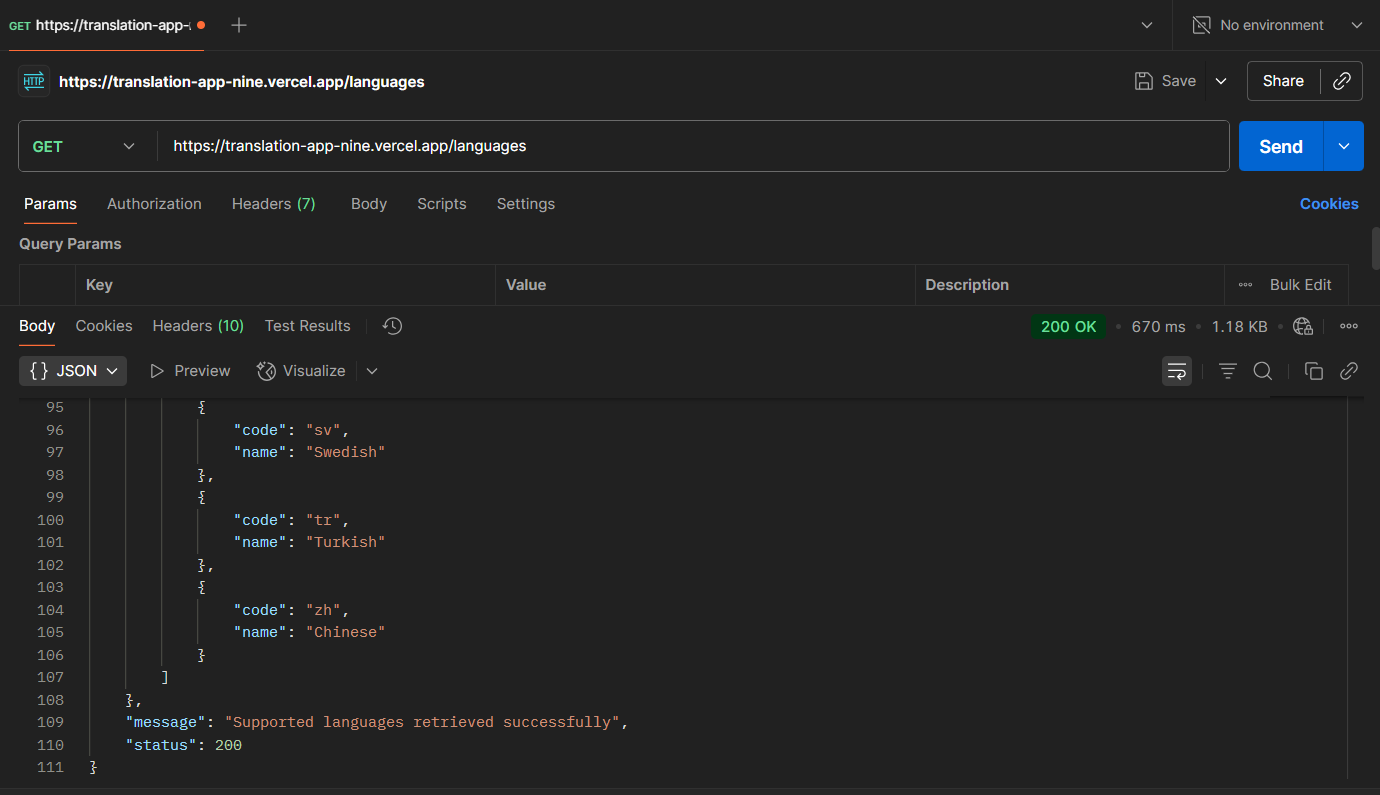 GET https://translation-app-
No environment
HTTP https://translation-app-nine.vercel.app/languages
Save
Share
GET https://translation-app-nine.vercel.app/languages
Send
Params Authorization Headers (7) Body Scripts Settings Cookies
Query Params
Key Value Description Bulk Edit
Body Cookies Headers (10) Test Results 200 OK • 670 ms • 1.18 KB •
{} JSON Preview Visualize
95 {
96 "code": "sv",
97 "name": "Swedish"
98 },
99 {
100 "code": "tr",
101 "name": "Turkish"
102 },
103 {
104 "code": "zh",
105 "name": "Chinese"
106 }
107 ]
108 },
109 "message": "Supported languages retrieved successfully",
110 "status": 200
111 }